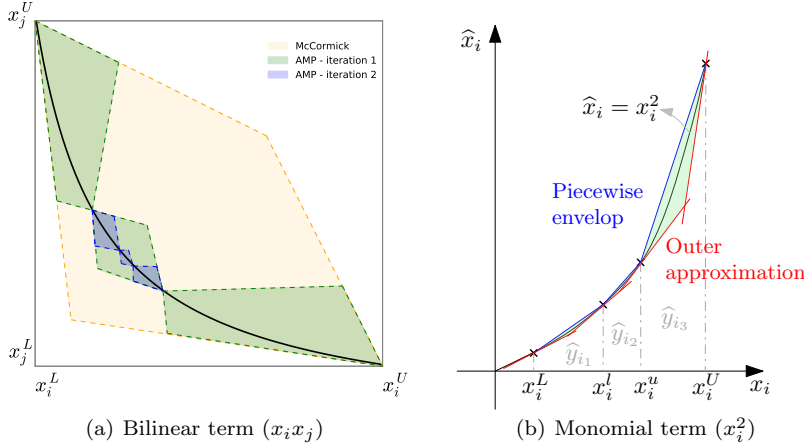 x_j^U
McCormick
AMP - iteration 1
AMP - iteration 2
x_j^L
x_i^L
x_i^U
(a) Bilinear term (x_i x_j)
x̂_i
x̂_i = x_i^2
Piecewise
envelop
Outer
approximation
ŷ_{i_1}
ŷ_{i_2}
ŷ_{i_3}
x_i^L
x_i^l
x_i^u
x_i^U
x_i
(b) Monomial term (x_i^2)